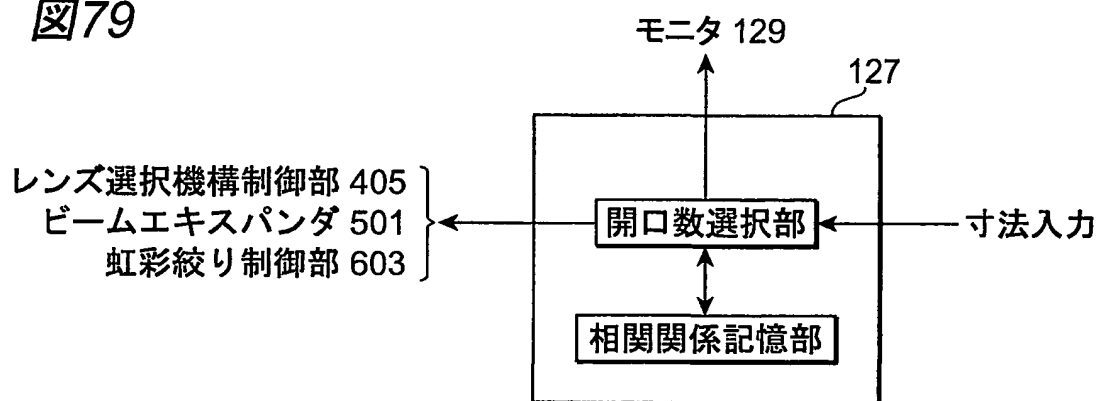 図79
モニタ 129
127
レンズ選択機構制御部 405
ビームエキスパンダ 501
虹彩絞り制御部 603
開口数選択部
寸法入力
相関関係記憶部